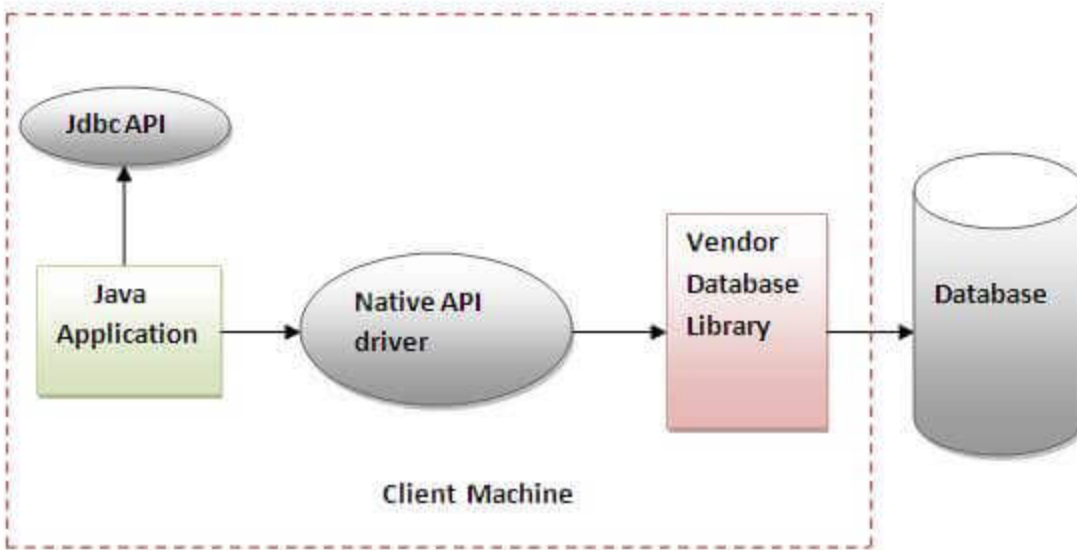 Jdbc API
Java
Application
Native API
driver
Vendor
Database
Library
Database
Client Machine